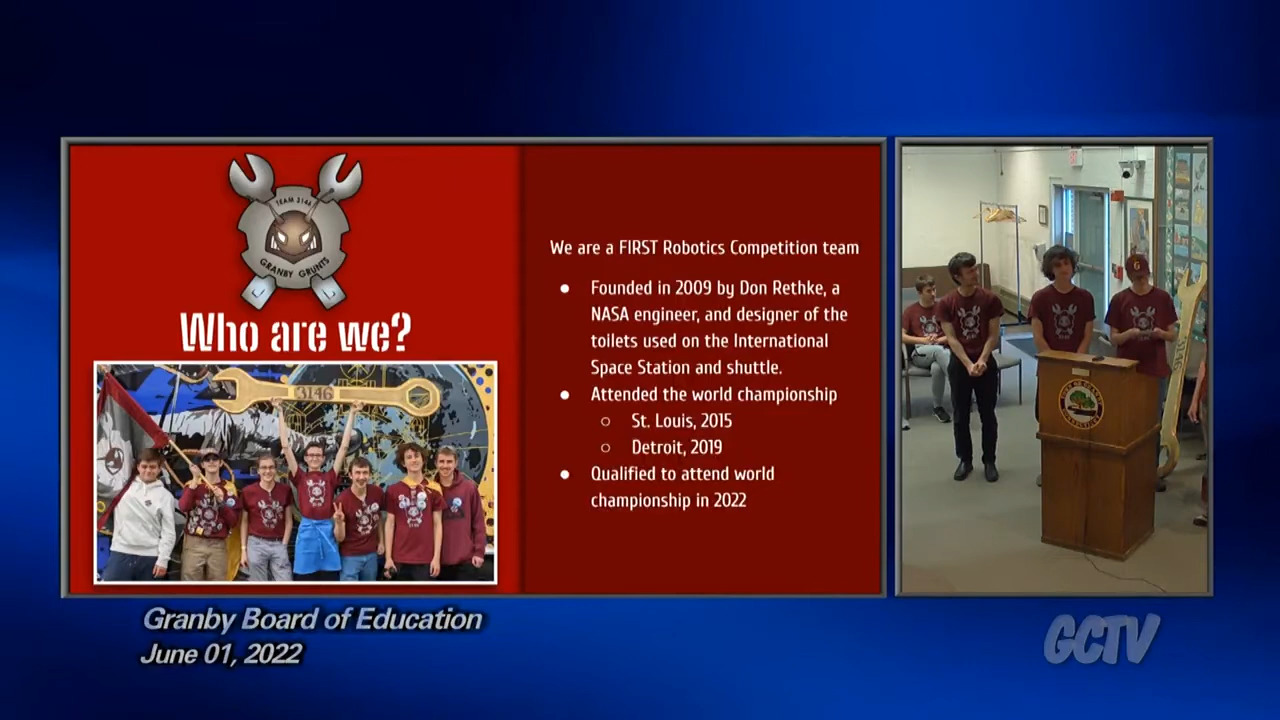 TEAM 3146
GRANBY GRUNTS
Who are we?
3146
We are a FIRST Robotics Competition team
● Founded in 2009 by Don Rethke, a
NASA engineer, and designer of the
toilets used on the International
Space Station and shuttle.
● Attended the world championship
○ St. Louis, 2015
○ Detroit, 2019
● Qualified to attend world
championship in 2022
Granby Board of Education
June 01, 2022
GCTV